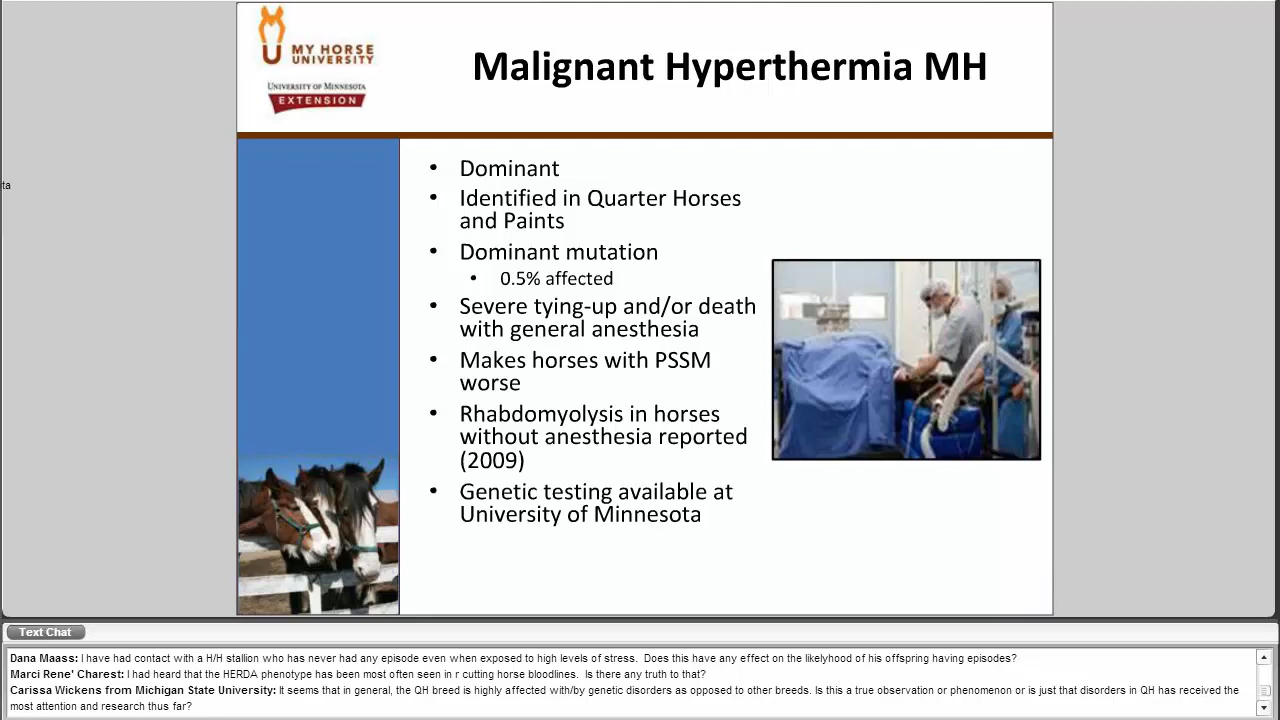 MY HORSE
UNIVERSITY
UNIVERSITY OF MINNESOTA
EXTENSION
Malignant Hyperthermia MH
ta
• Dominant
• Identified in Quarter Horses
and Paints
• Dominant mutation
• 0.5% affected
• Severe tying-up and/or death
with general anesthesia
• Makes horses with PSSM
worse
• Rhabdomyolysis in horses
without anesthesia reported
(2009)
• Genetic testing available at
University of Minnesota
Text Chat
Dana Maass: I have had contact with a H/H stallion who has never had any episode even when exposed to high levels of stress. Does this have any effect on the likelyhood of his offspring having episodes?
Marci Rene' Charest: I had heard that the HERDA phenotype has been most often seen in r cutting horse bloodlines. Is there any truth to that?
Carissa Wickens from Michigan State University: It seems that in general, the QH breed is highly affected with/by genetic disorders as opposed to other breeds. Is this a true observation or phenomenon or is just that disorders in QH has received the
most attention and research thus far?